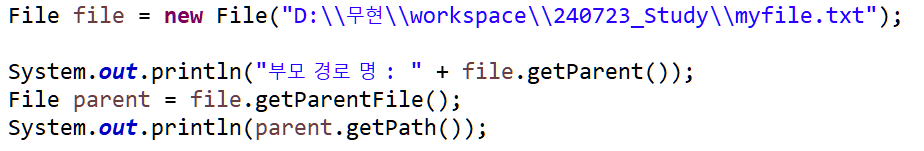 File file = new File("D:\\무현\\workspace\\240723_Study\\myfile.txt");
System.out.println("부모 경로 명 : " + file.getParent());
File parent = file.getParentFile();
System.out.println(parent.getPath());